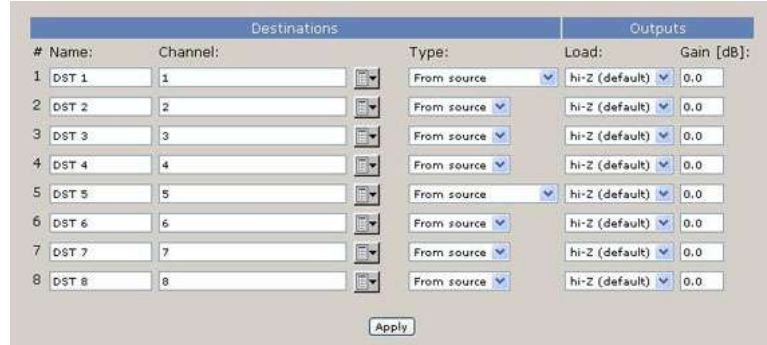 Destinations Outputs
# Name: Channel: Type: Load: Gain [dB]:
1 DST 1 1 From source hi-Z (default) 0.0
2 DST 2 2 From source hi-Z (default) 0.0
3 DST 3 3 From source hi-Z (default) 0.0
4 DST 4 4 From source hi-Z (default) 0.0
5 DST 5 5 From source hi-Z (default) 0.0
6 DST 6 6 From source hi-Z (default) 0.0
7 DST 7 7 From source hi-Z (default) 0.0
8 DST 8 8 From source hi-Z (default) 0.0
Apply